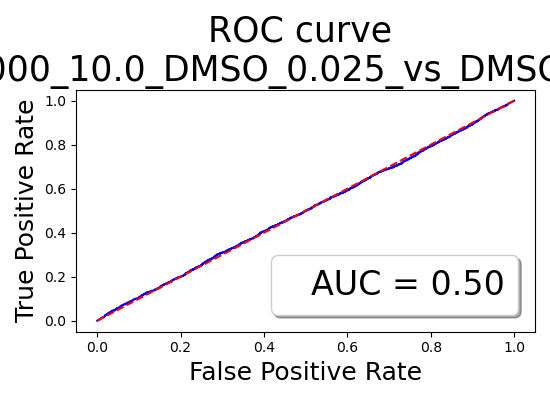 ROC curve
000_10.0_DMSO_0.025_vs_DMSO
1.0
0.8
0.6
0.4
0.2
0.0
True Positive Rate
AUC = 0.50
0.0 0.2 0.4 0.6 0.8 1.0
False Positive Rate